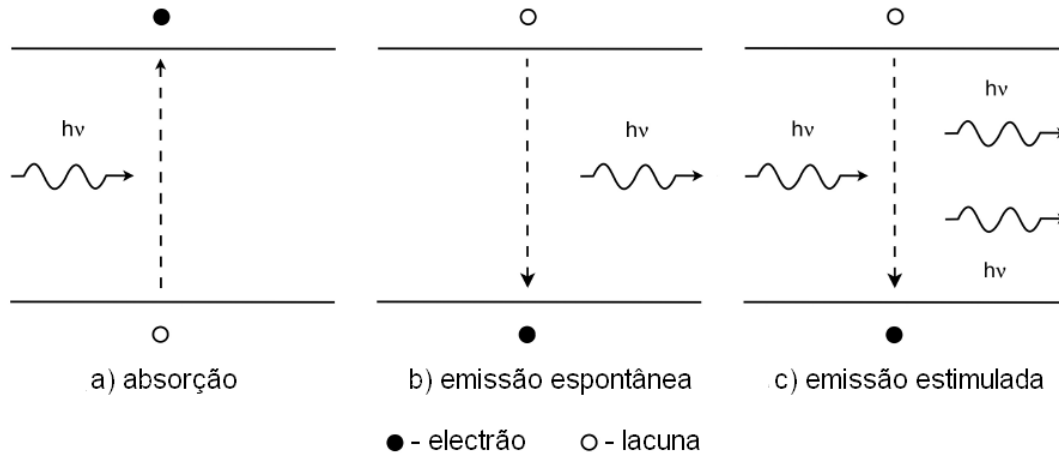 hν
hν
hν
hν
hν
a) absorção
b) emissão espontânea
c) emissão estimulada
- electrão
- lacuna